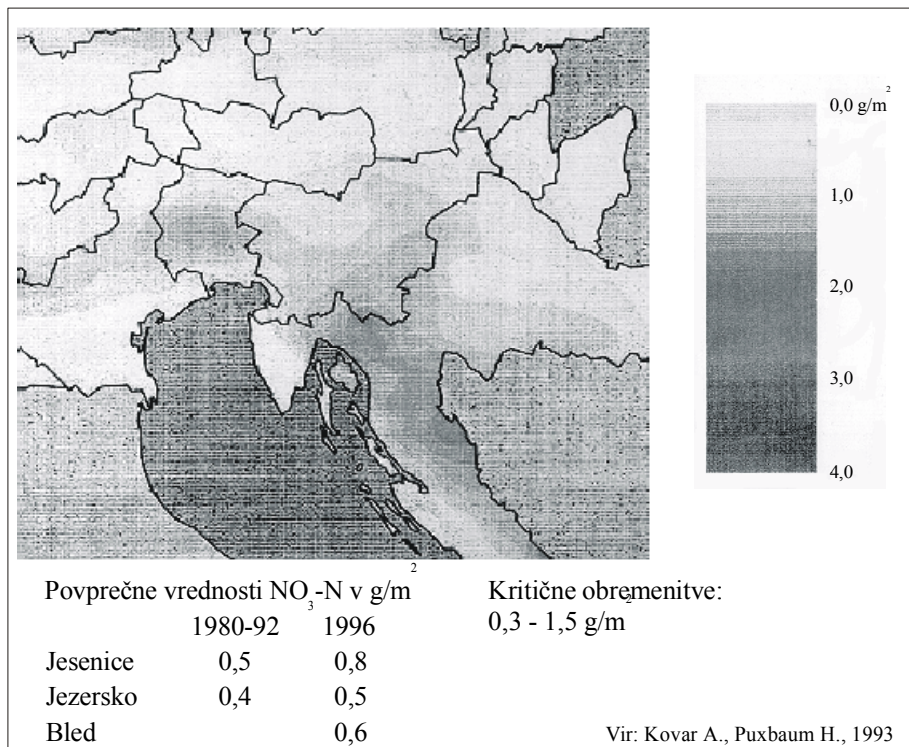 0,0 g/m²
1,0
2,0
3,0
4,0
Povprečne vrednosti NO₃-N v g/m²
1980-92 1996
Jesenice 0,5 0,8
Jezersko 0,4 0,5
Bled 0,6
Kritične obremenitve:
0,3 - 1,5 g/m²
Vir: Kovar A., Puxbaum H., 1993